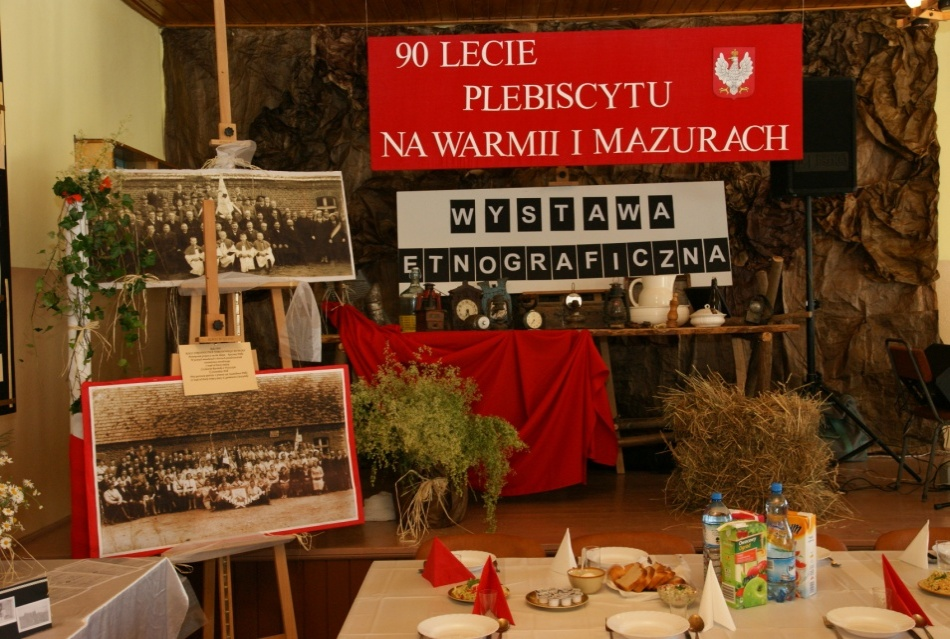 90 LECIE
PLEBISCYTU
NA WARMII I MAZURACH
WYSTAWA
ETNOGRAFICZNA